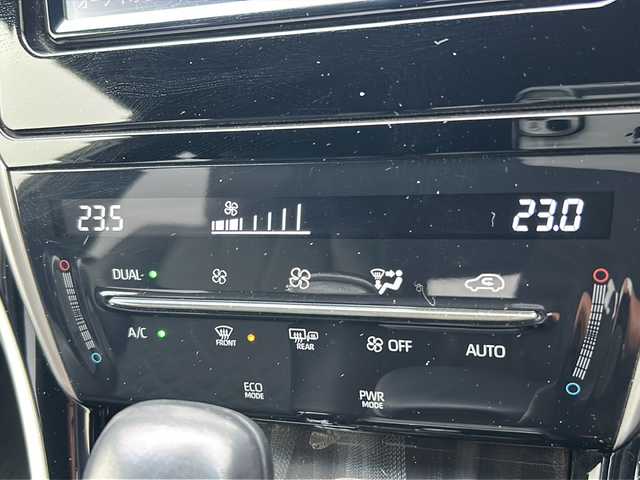 23.5 23.0
DUAL
A/C FRONT REAR OFF AUTO
ECO MODE PWR MODE